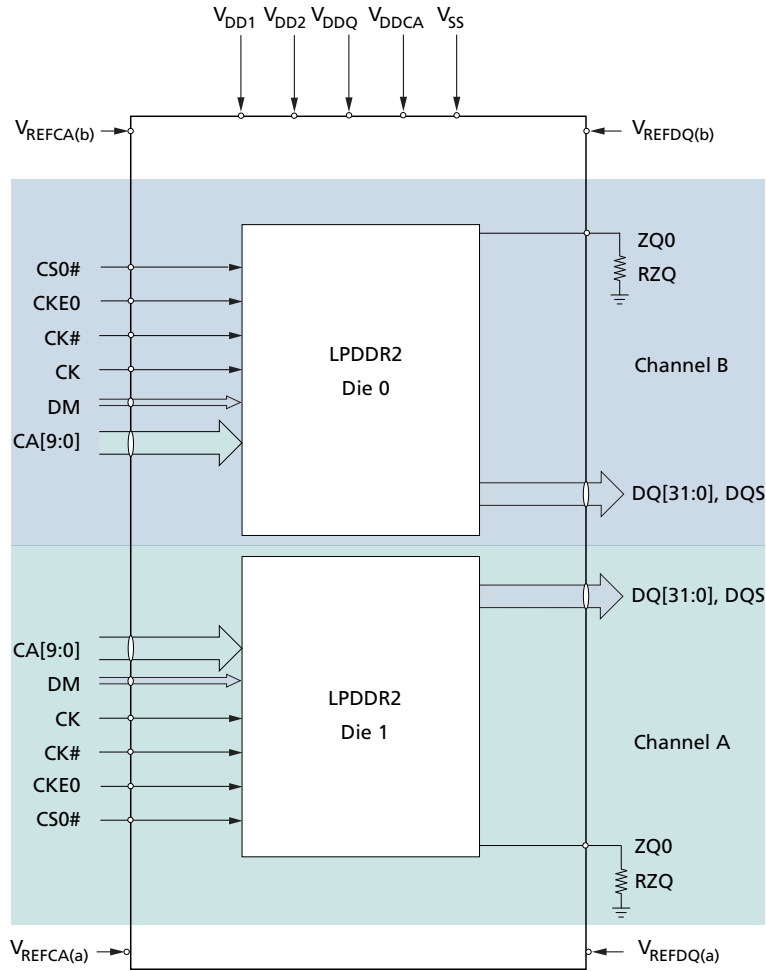 VDD1 VDD2 VDDQ VDDCA VSS
VREFCA(b)
VREFDQ(b)
CS0#
CKE0
CK#
CK
DM
CA[9:0]
LPDDR2
Die 0
ZQ0
RZQ
Channel B
DQ[31:0], DQS
DQ[31:0], DQS
CA[9:0]
DM
CK
CK#
CKE0
CS0#
LPDDR2
Die 1
Channel A
ZQ0
RZQ
VREFCA(a)
VREFDQ(a)